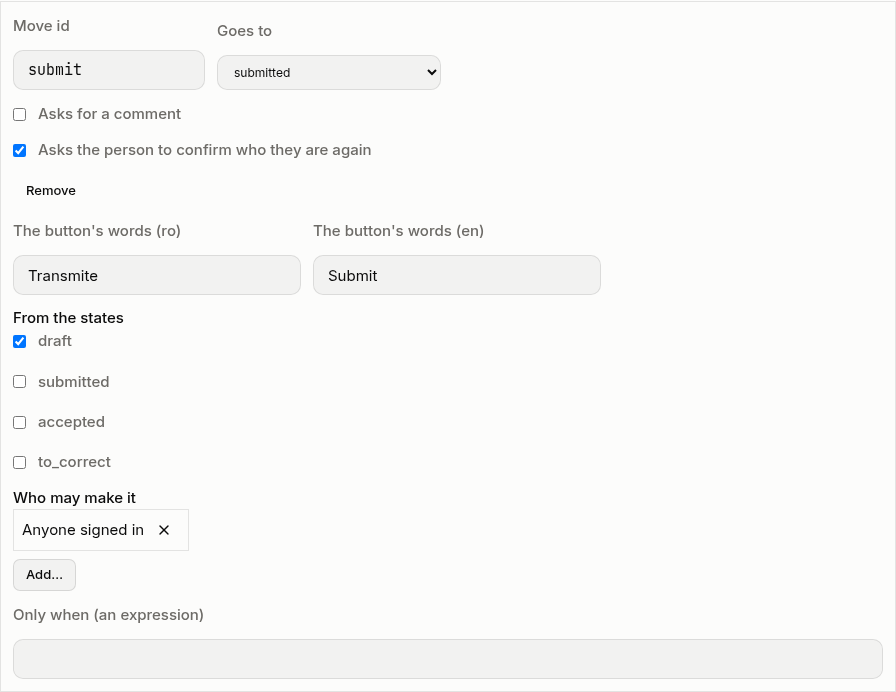 Move id
Goes to
submit
submitted
Asks for a comment
Asks the person to confirm who they are again
Remove
The button's words (ro)
The button's words (en)
Transmite
Submit
From the states
draft
submitted
accepted
to_correct
Who may make it
Anyone signed in ✕
Add...
Only when (an expression)